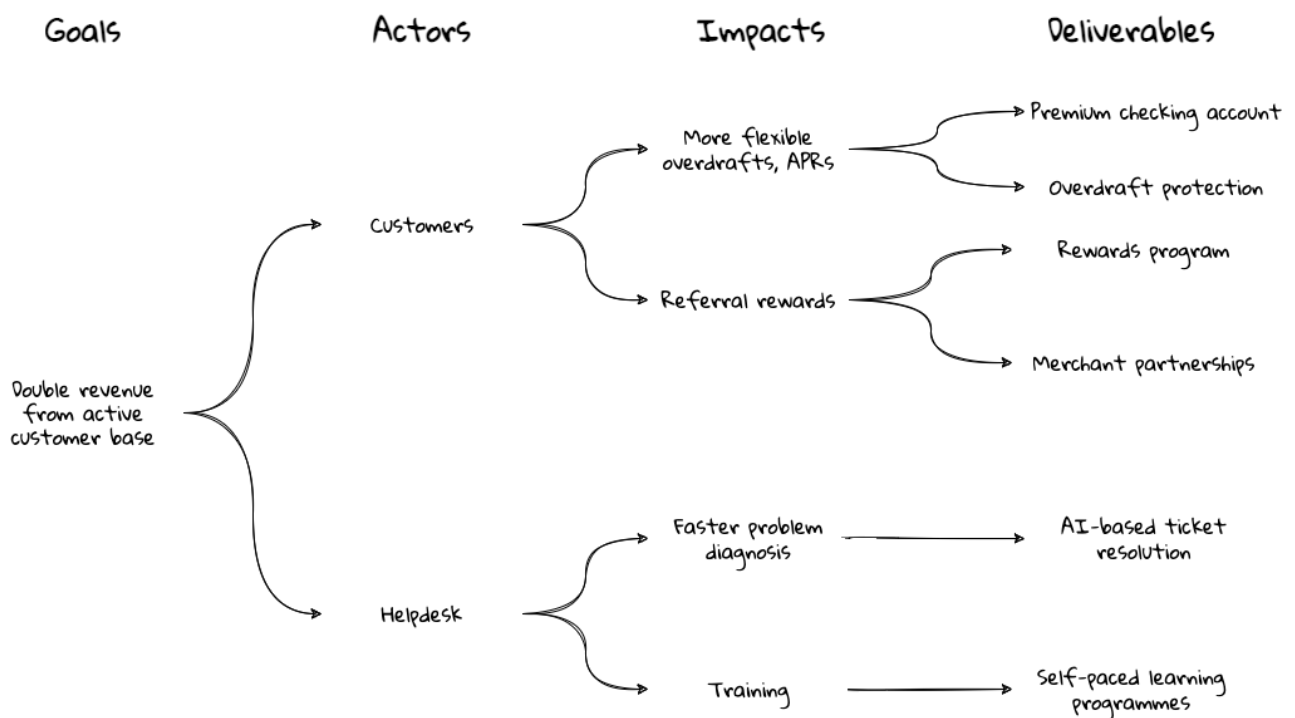 Goals
Actors
Impacts
Deliverables
Premium checking account
More flexible
overdrafts, APRs
Overdraft protection
Customers
Rewards program
Referral rewards
Merchant partnerships
Double revenue
from active
customer base
Faster problem
diagnosis
AI-based ticket
resolution
Helpdesk
Training
Self-paced learning
programmes